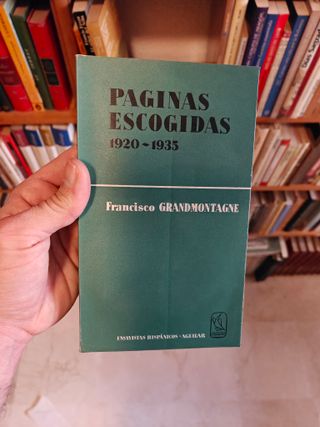 PAGINAS
ESCOGIDAS
1920 - 1935
Francisco GRANDMONTAGNE
ENSAYISTAS HISPÁNICOS - AGUILAR